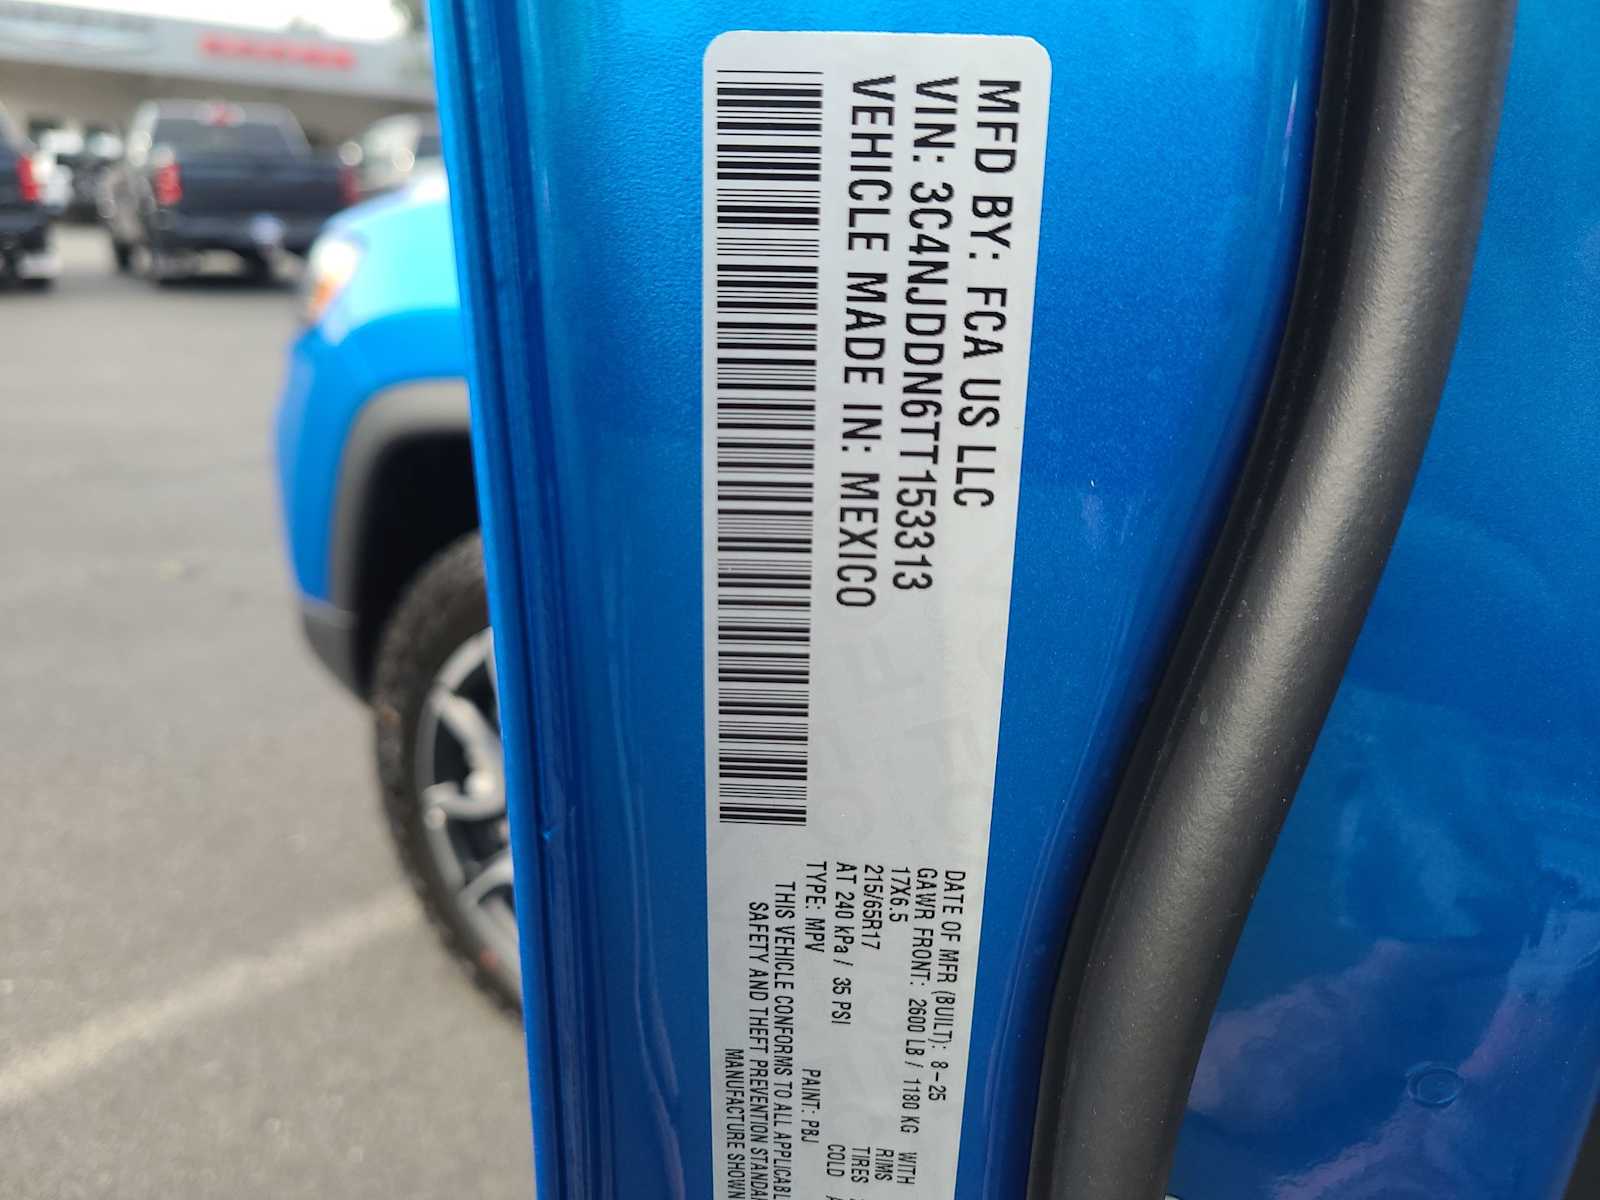 MFD BY: FCA US LLC
VIN: 3C4NJDDN6TT153313
VEHICLE MADE IN: MEXICO
DATE OF MFR (BUILT): 8-25
GAWR FRONT: 2600 LB / 1180 KG WITH
17X6.5 RIMS
215/65R17 TIRES
AT 240 kPa / 35 PSI COLD
TYPE: MPV PAINT: PBJ
THIS VEHICLE CONFORMS TO ALL APPLICABL
SAFETY AND THEFT PREVENTION STANDA
MANUFACTURE SHOWN